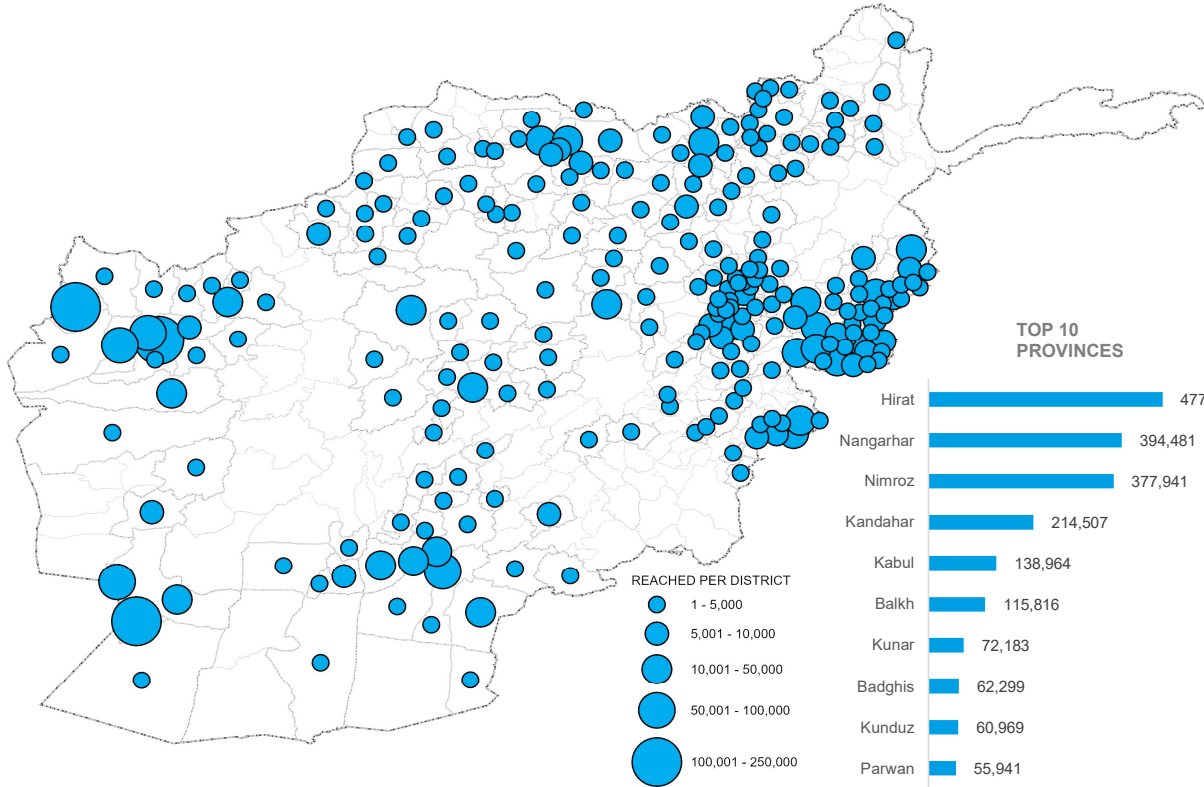 TOP 10
PROVINCES
Hirat 477
Nangarhar 394,481
Nimroz 377,941
Kandahar 214,507
Kabul 138,964
Balkh 115,816
Kunar 72,183
Badghis 62,299
Kunduz 60,969
Parwan 55,941
REACHED PER DISTRICT
1 - 5,000
5,001 - 10,000
10,001 - 50,000
50,001 - 100,000
100,001 - 250,000